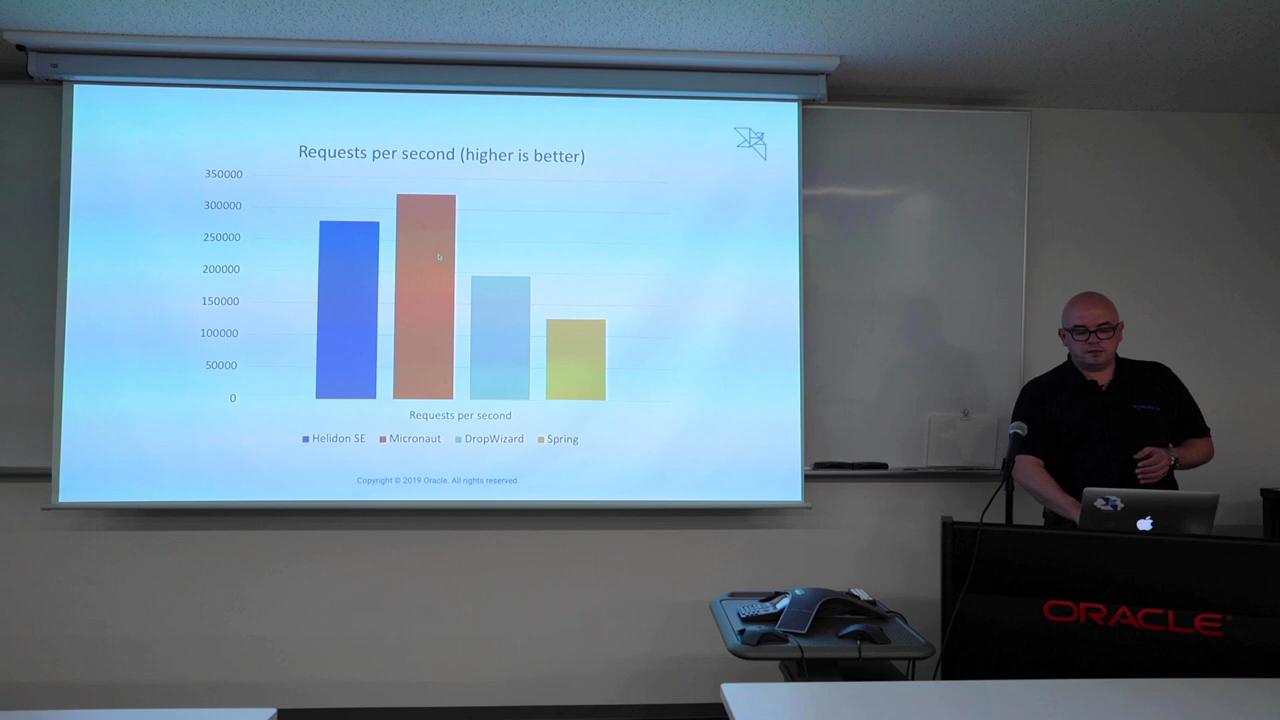 Requests per second (higher is better)
350000
300000
250000
200000
150000
100000
50000
0
Requests per second
Helidon SE Micronaut DropWizard Spring
Copyright © 2019 Oracle. All rights reserved.
ORACLE